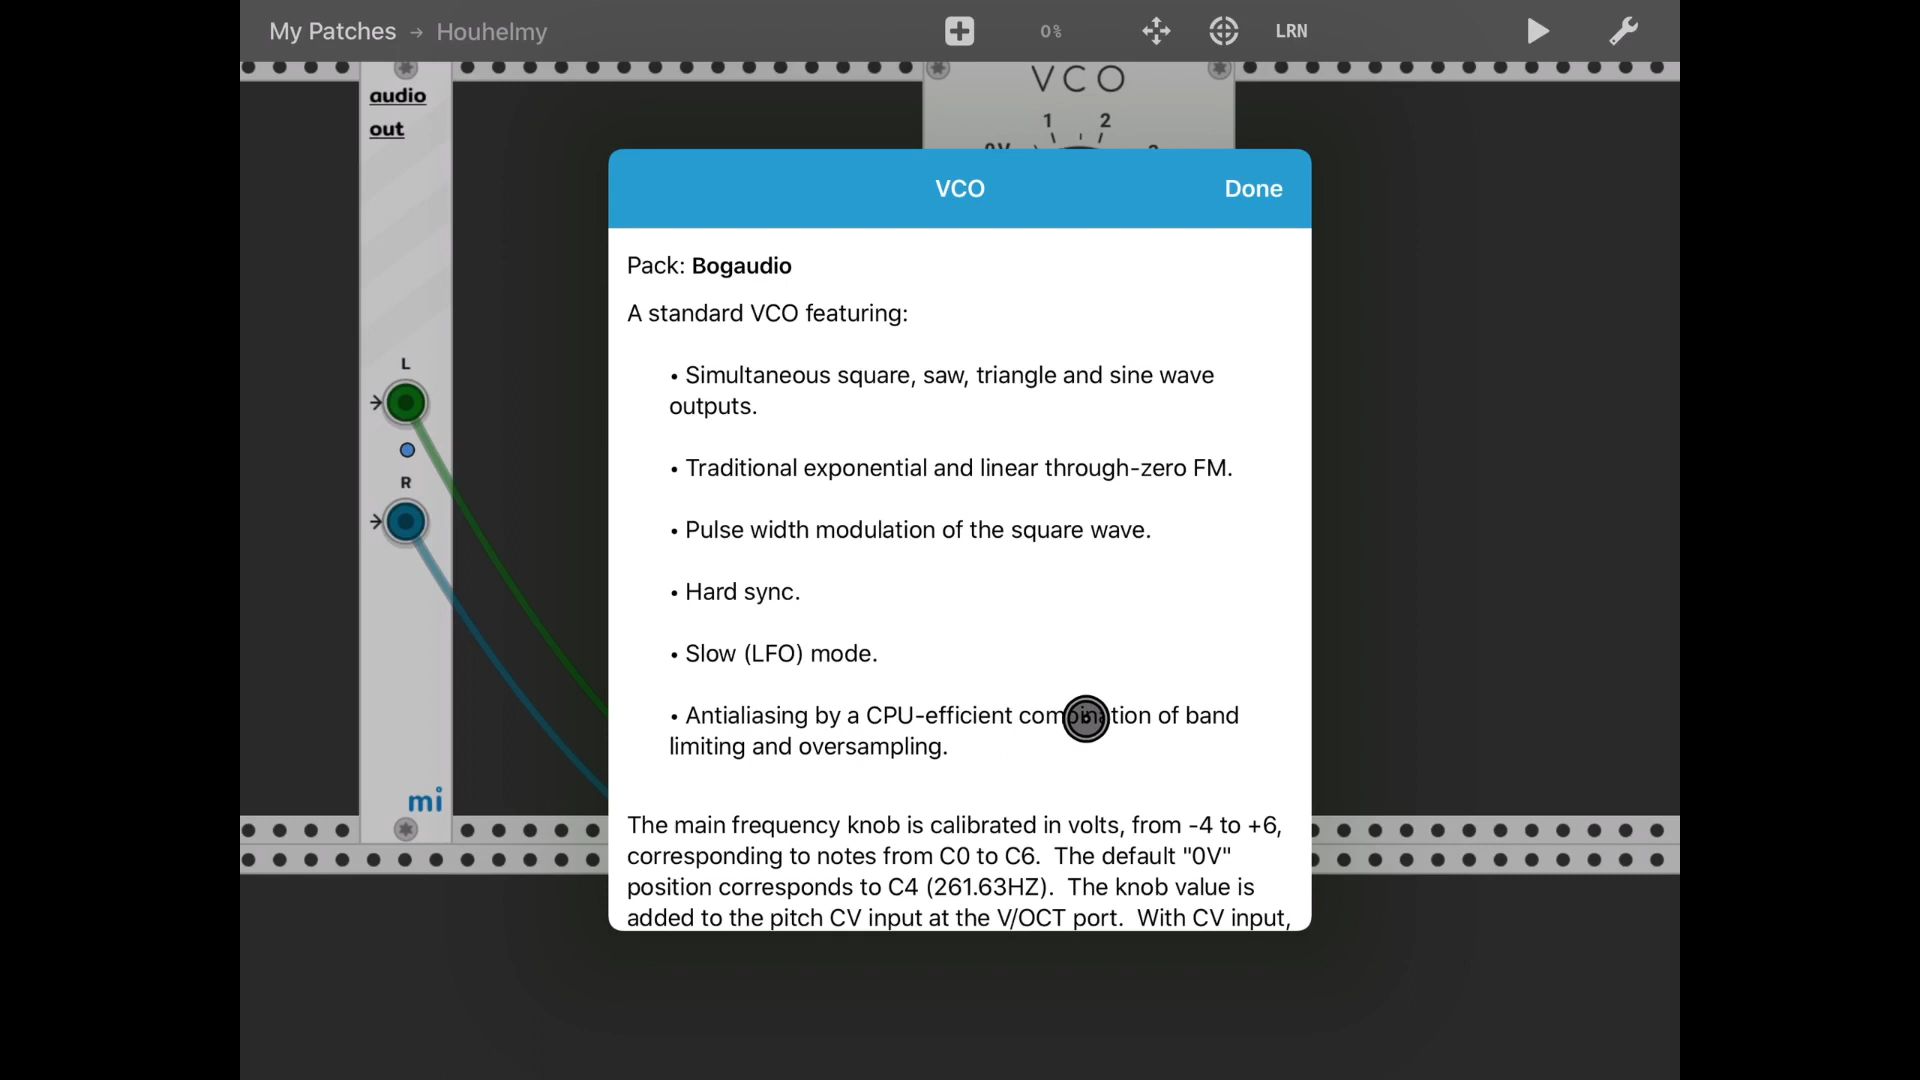 My Patches → Houhelmy
0%
LRN
audio
out
VCO
1 2
L
R
mi
VCO
Done
Pack: Bogaudio
A standard VCO featuring:
• Simultaneous square, saw, triangle and sine wave
outputs.
• Traditional exponential and linear through-zero FM.
• Pulse width modulation of the square wave.
• Hard sync.
• Slow (LFO) mode.
• Antialiasing by a CPU-efficient combination of band
limiting and oversampling.
The main frequency knob is calibrated in volts, from -4 to +6,
corresponding to notes from C0 to C6.  The default "0V"
position corresponds to C4 (261.63HZ).  The knob value is
added to the pitch CV input at the V/OCT port.  With CV input,